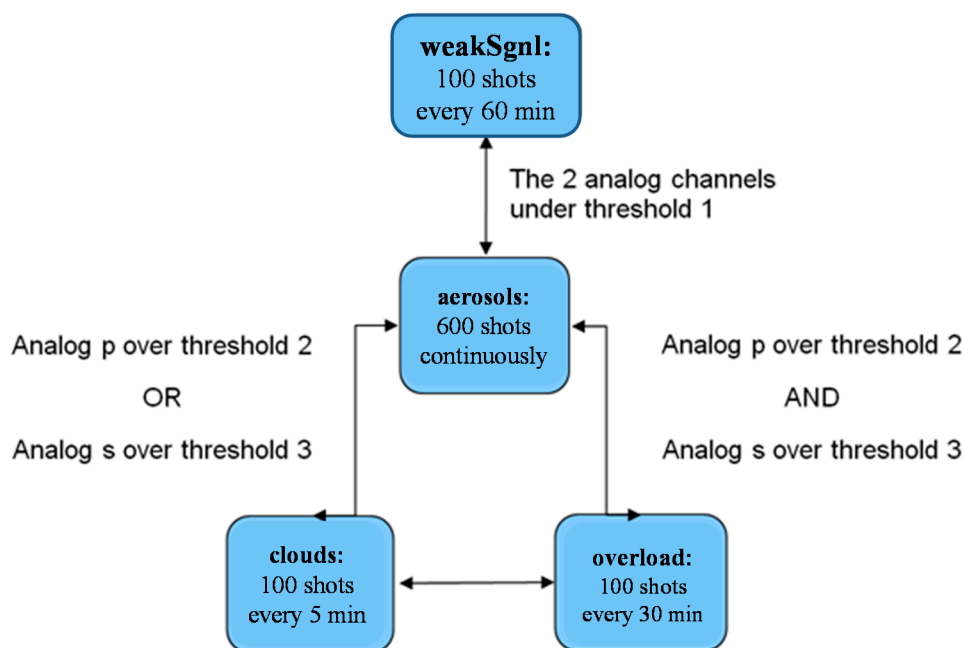 weakSgnl:
100 shots
every 60 min
The 2 analog channels
under threshold 1
aerosols:
600 shots
continuously
Analog p over threshold 2
OR
Analog s over threshold 3
Analog p over threshold 2
AND
Analog s over threshold 3
clouds:
100 shots
every 5 min
overload:
100 shots
every 30 min